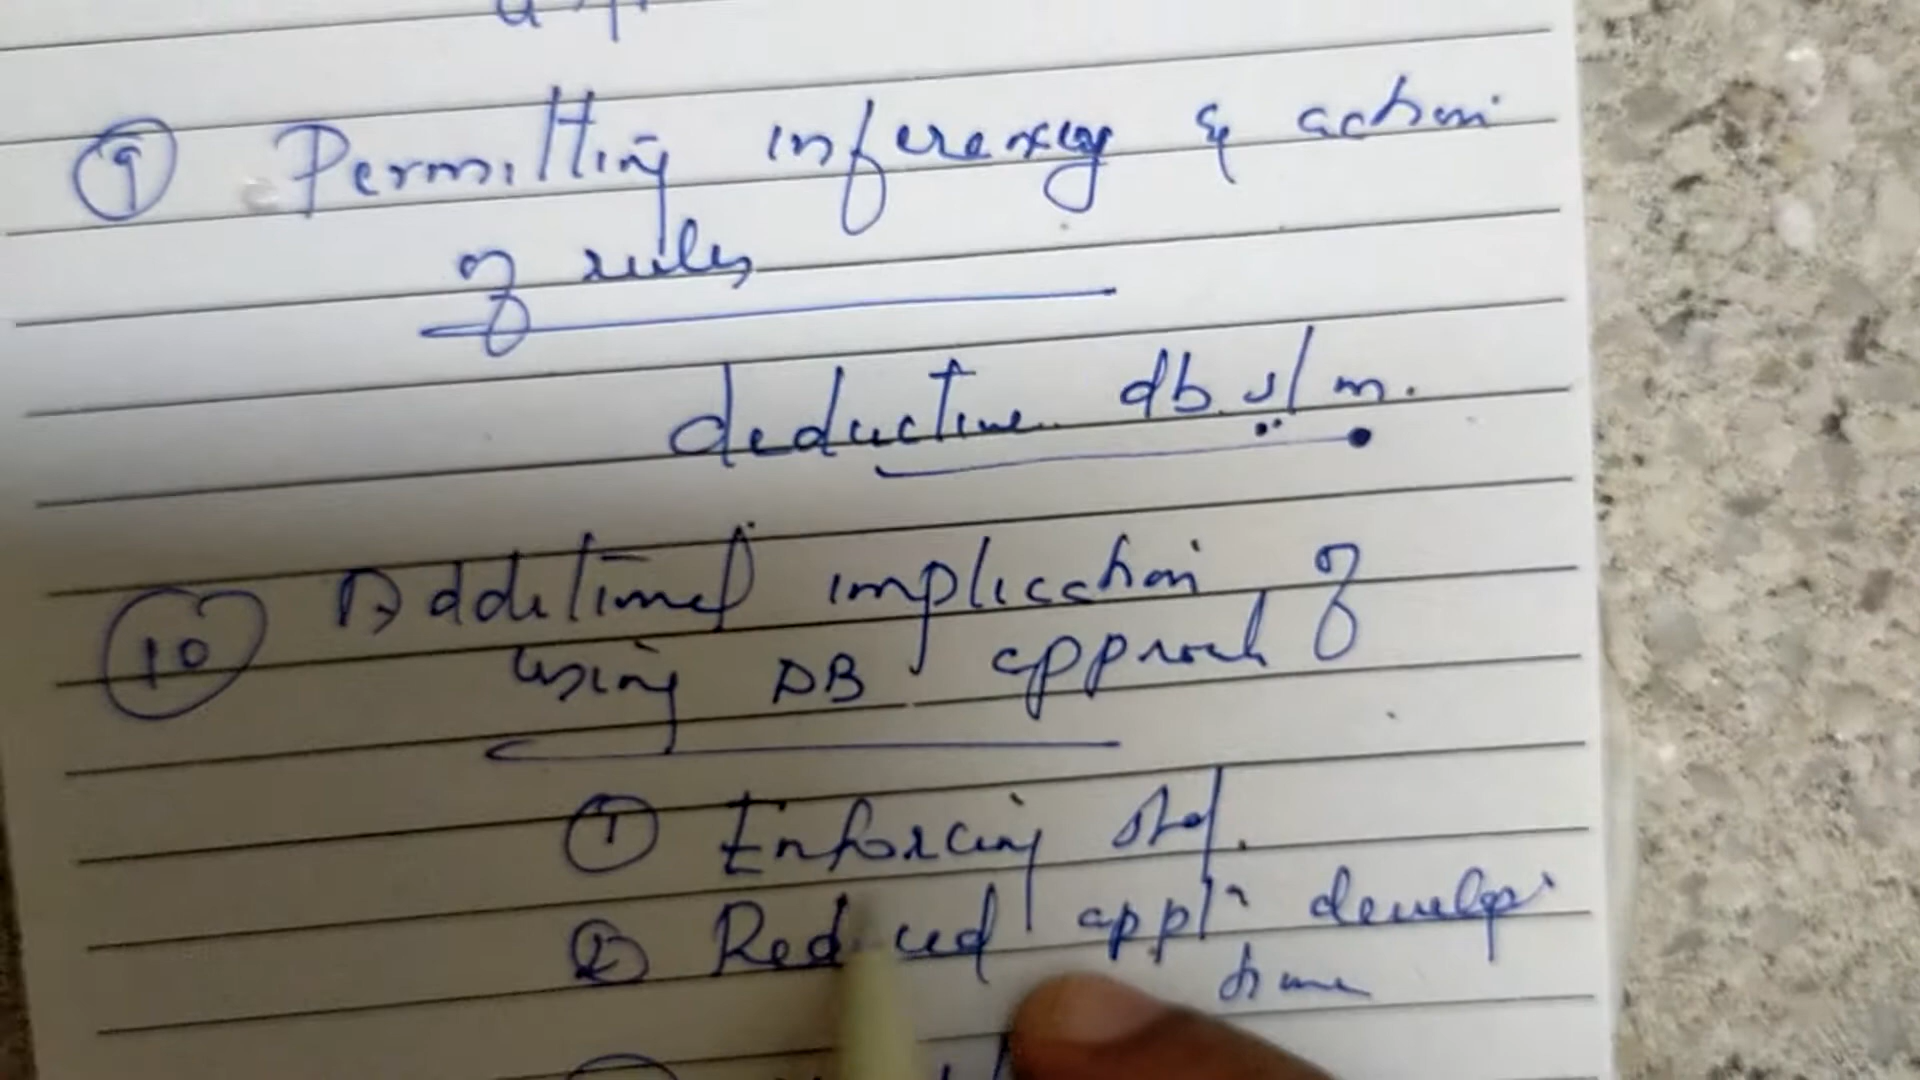 9 Permitting inferencing & action
of rules
deductive db s/m.
10 Additional implication of
using DB approach
1 Enforcing std.
2 Reduced appln develop
time